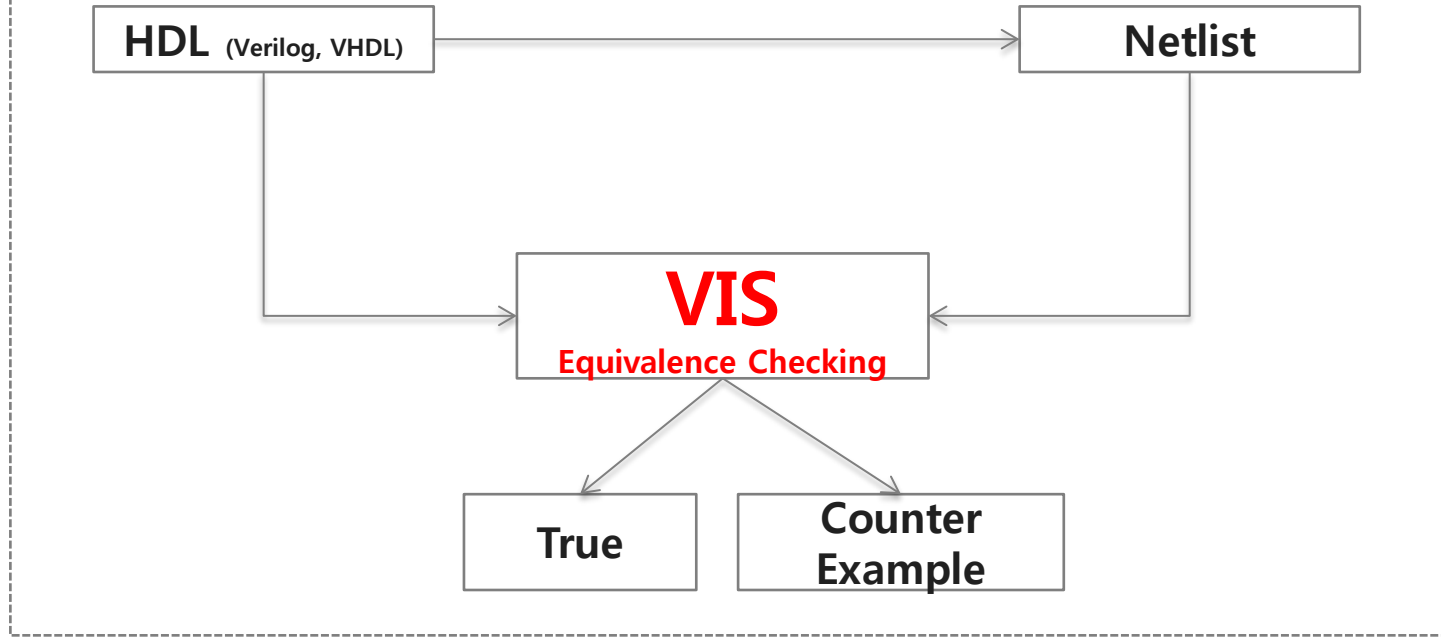 HDL (Verilog, VHDL)
Netlist
VIS
Equivalence Checking
True
Counter
Example